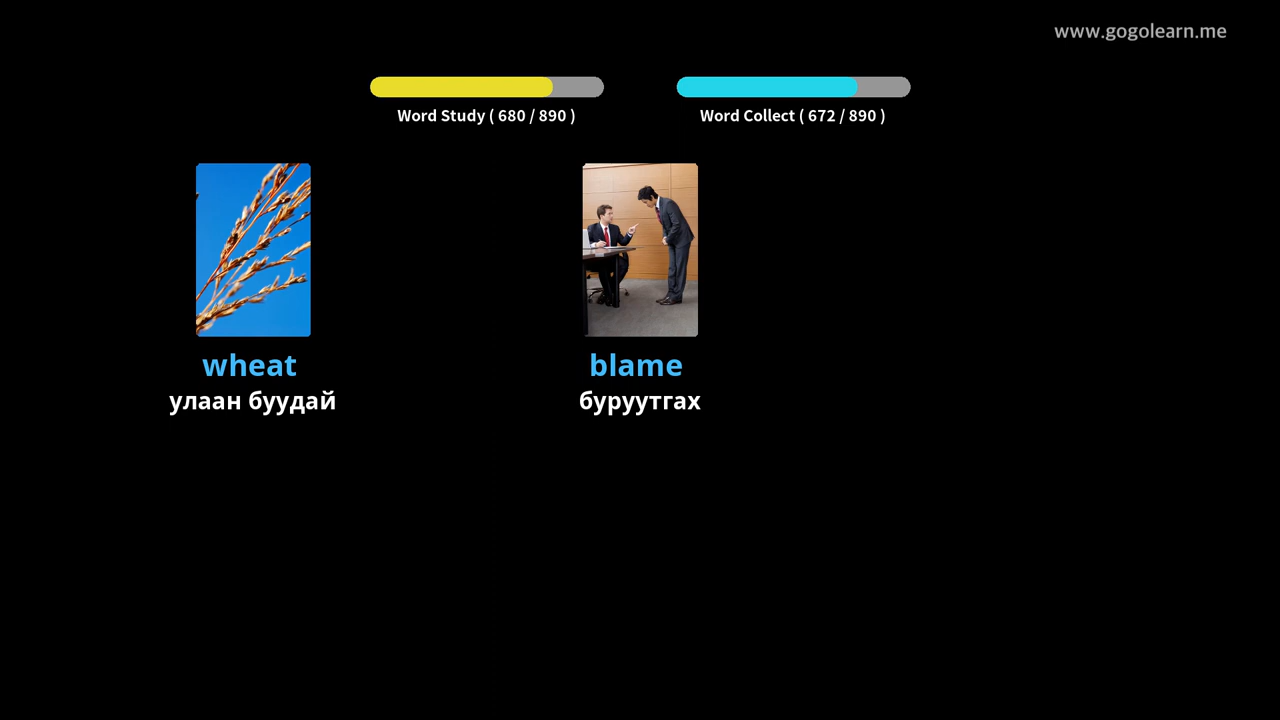 www.gogolearn.me
Word Study ( 680 / 890 )
Word Collect ( 672 / 890 )
wheat
улаан буудай
blame
буруутгах